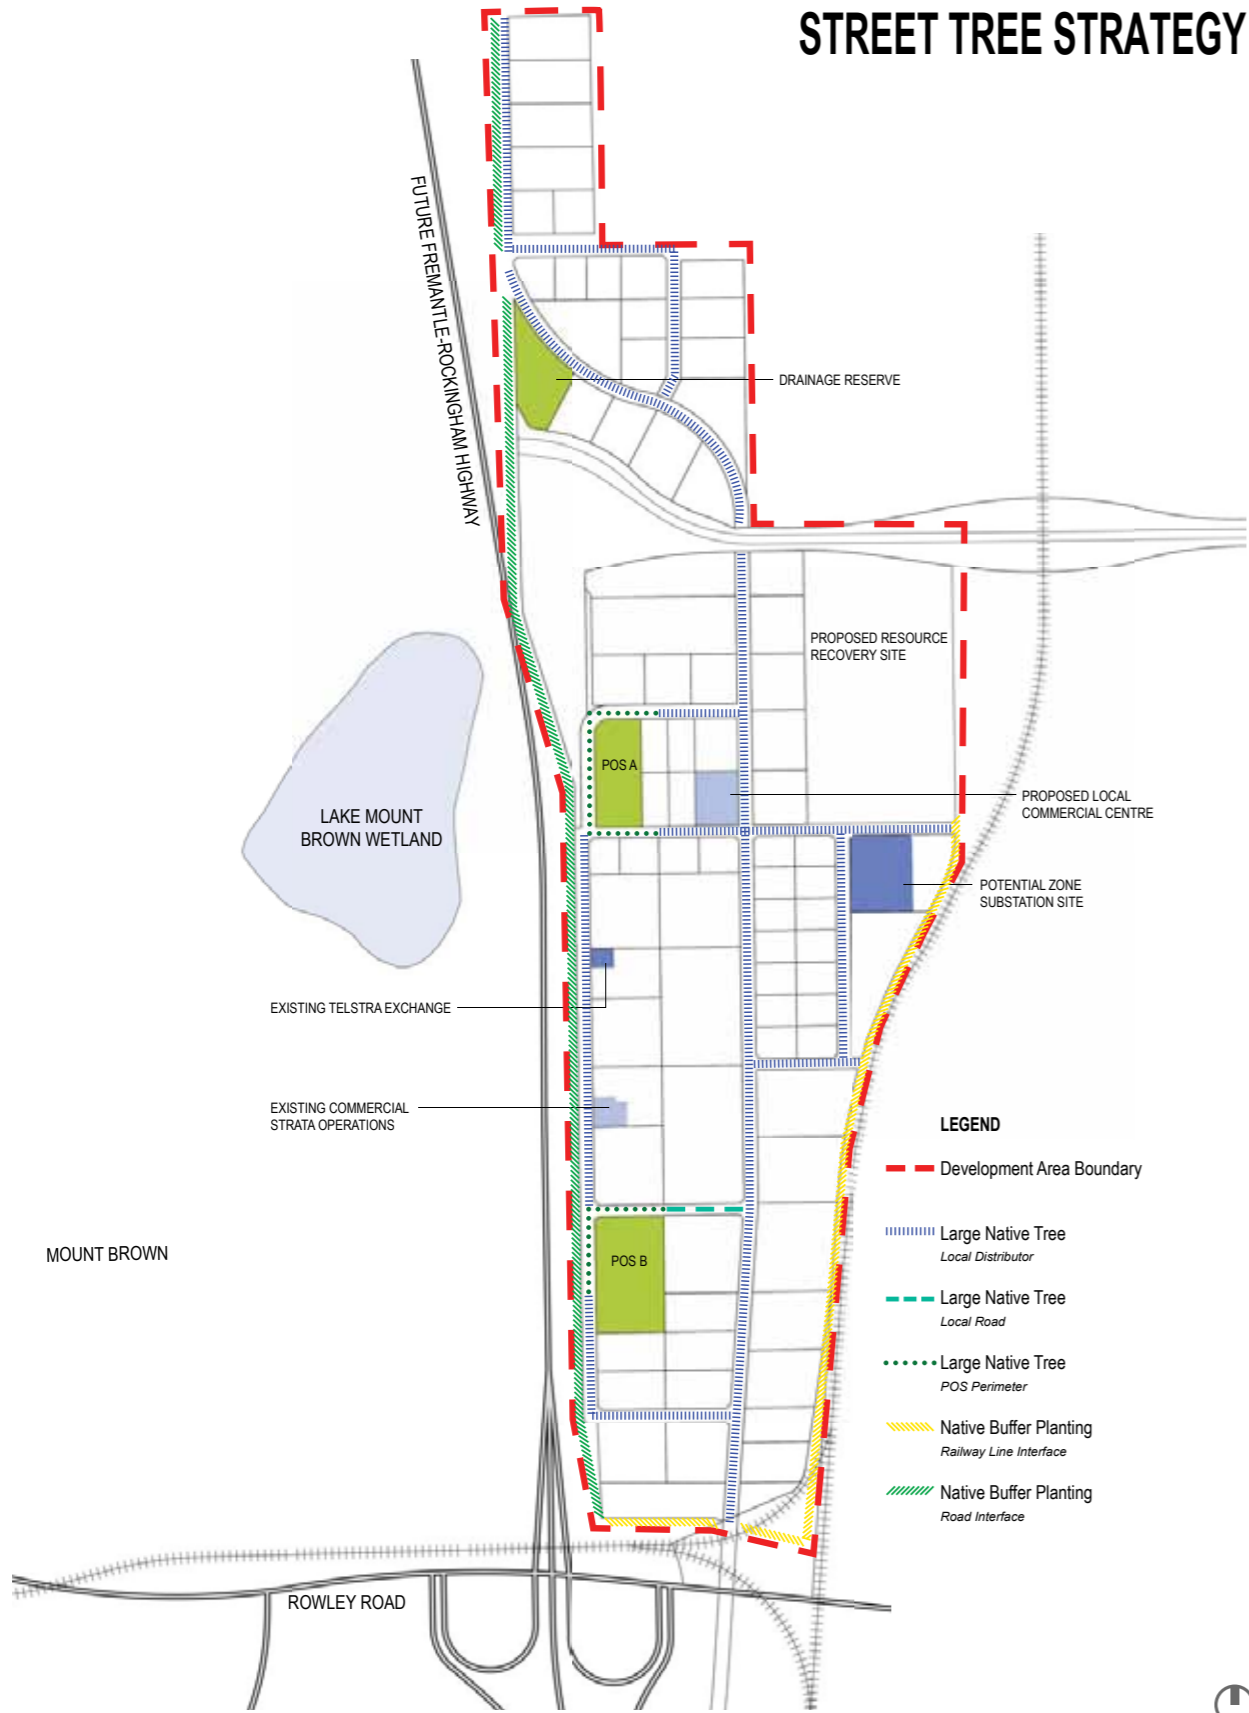 STREET TREE STRATEGY
FUTURE FREMANTLE-ROCKINGHAM HIGHWAY
DRAINAGE RESERVE
PROPOSED RESOURCE
RECOVERY SITE
POS A
PROPOSED LOCAL
COMMERCIAL CENTRE
LAKE MOUNT
BROWN WETLAND
POTENTIAL ZONE
SUBSTATION SITE
EXISTING TELSTRA EXCHANGE
EXISTING COMMERCIAL
STRATA OPERATIONS
LEGEND
Development Area Boundary
Large Native Tree
Local Distributor
MOUNT BROWN
POS B
Large Native Tree
Local Road
Large Native Tree
POS Perimeter
Native Buffer Planting
Railway Line Interface
Native Buffer Planting
Road Interface
ROWLEY ROAD